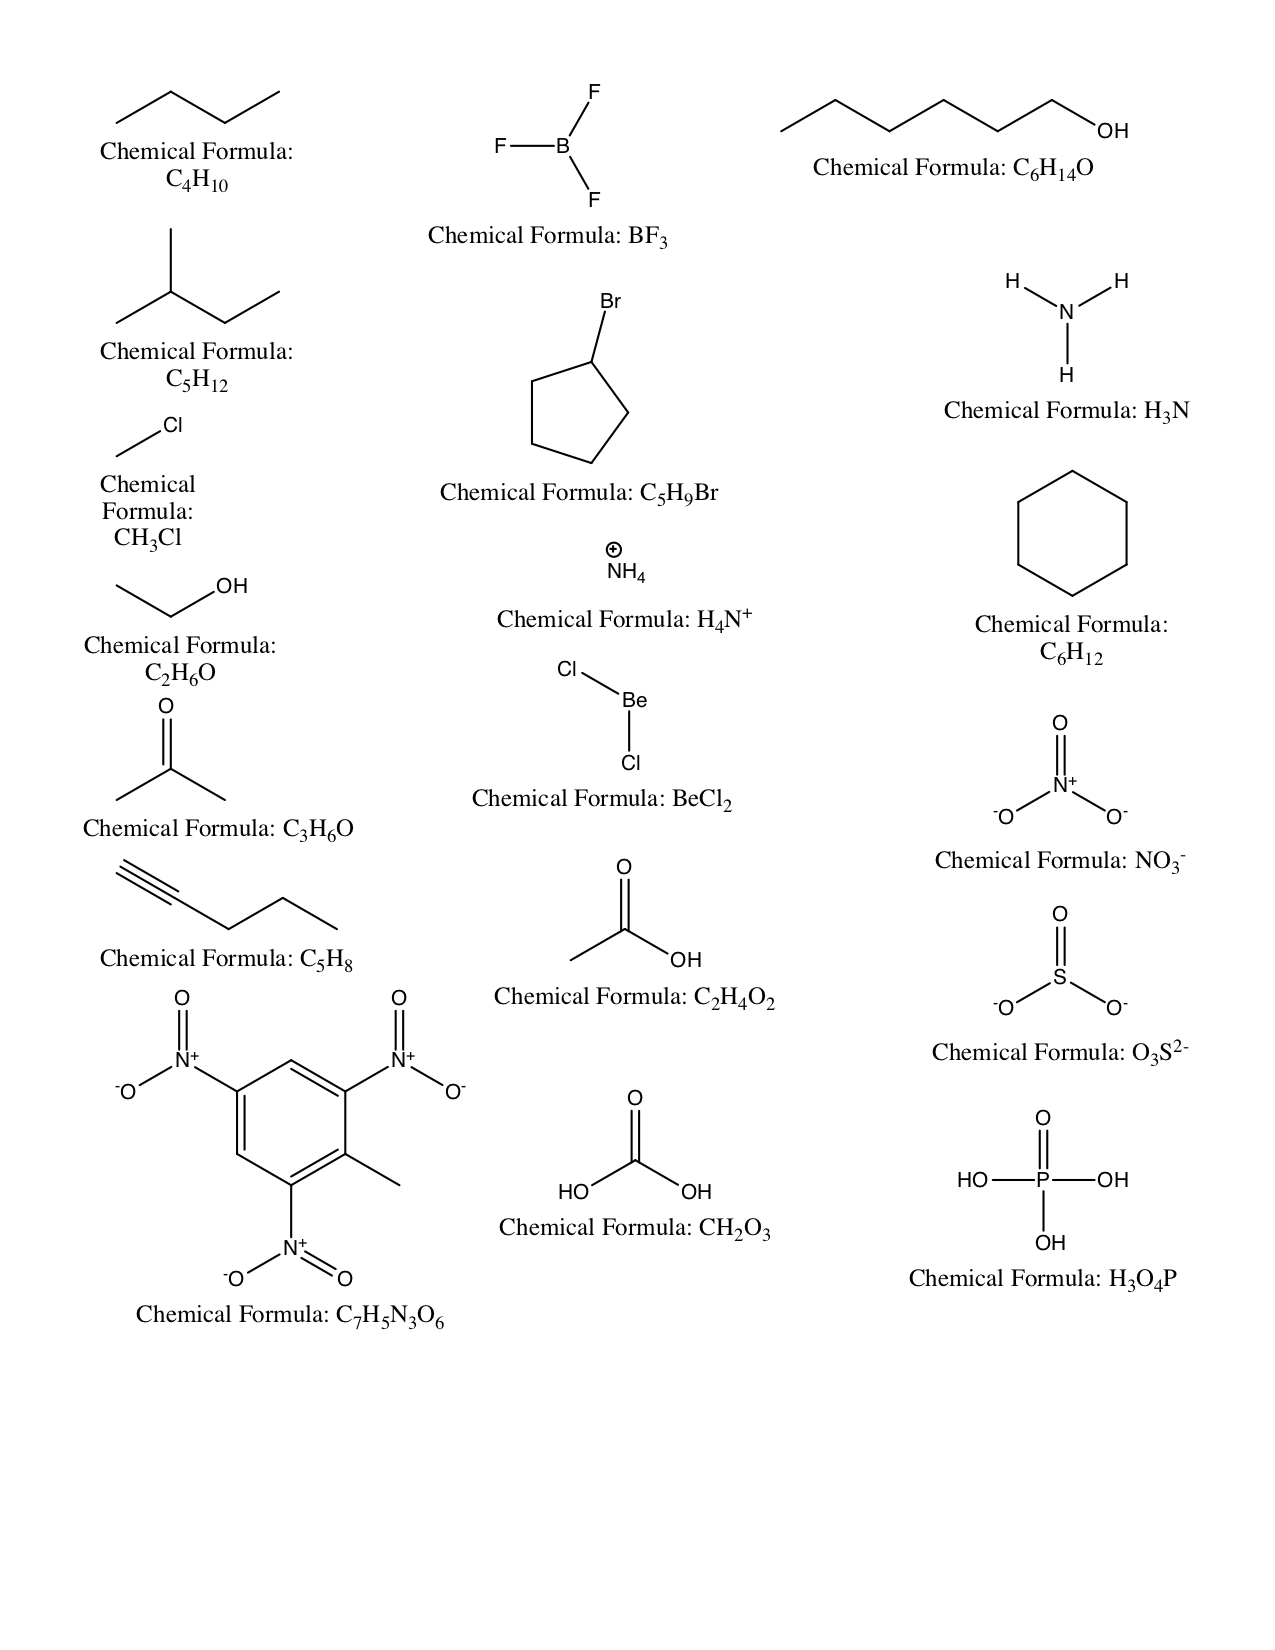 Chemical Formula:
C₄H₁₀
Chemical Formula:
C₅H₁₂
Cl
Chemical
Formula:
CH₃Cl
OH
Chemical Formula:
C₂H₆O
O
Chemical Formula: C₃H₆O
Chemical Formula: C₅H₈
O O
N⁺ N⁺
⁻O O⁻
N⁺
⁻O O
Chemical Formula: C₇H₅N₃O₆
F
F B
F
Chemical Formula: BF₃
Br
Chemical Formula: C₅H₉Br
⊕
NH₄
Chemical Formula: H₄N⁺
Cl
Be
Cl
Chemical Formula: BeCl₂
O
OH
Chemical Formula: C₂H₄O₂
O
HO OH
Chemical Formula: CH₂O₃
OH
Chemical Formula: C₆H₁₄O
H H
N
H
Chemical Formula: H₃N
Chemical Formula:
C₆H₁₂
O
N⁺
⁻O O⁻
Chemical Formula: NO₃⁻
O
S
⁻O O⁻
Chemical Formula: O₃S²⁻
O
HO P OH
OH
Chemical Formula: H₃O₄P